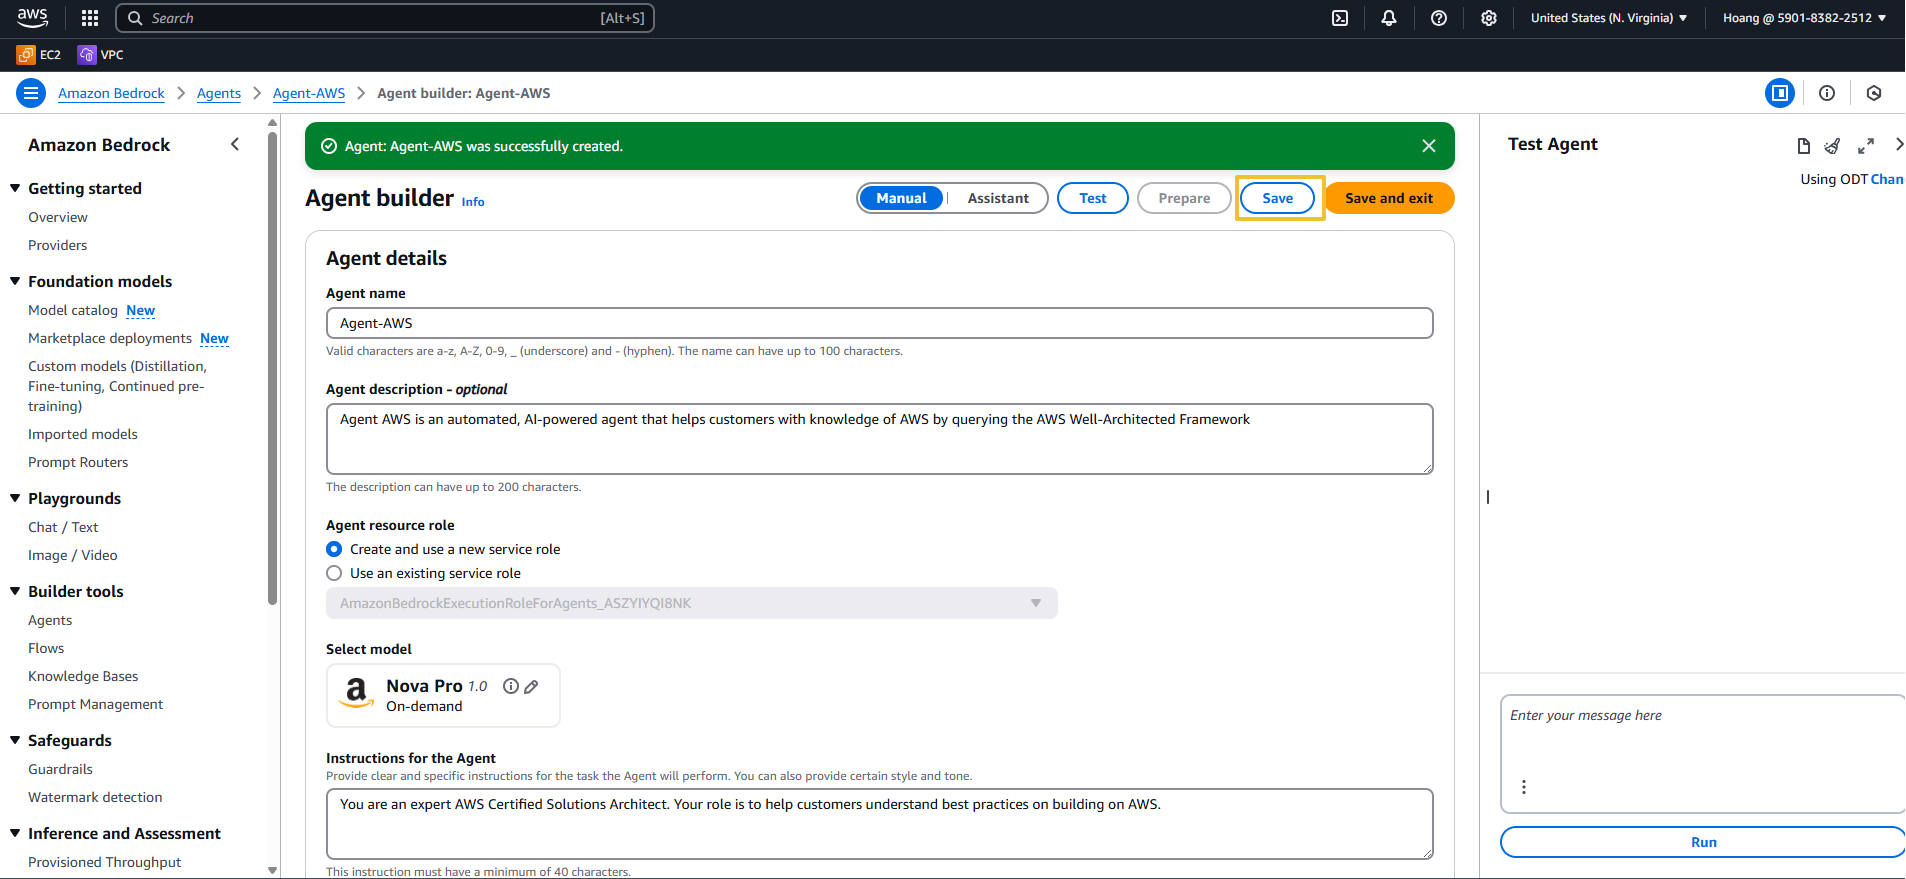 aws
Search
[Alt+S]
United States (N. Virginia)
Hoang @ 5901-8382-2512
EC2
VPC
Amazon Bedrock
Agents
Agent-AWS
Agent builder: Agent-AWS
Amazon Bedrock
Getting started
Overview
Providers
Foundation models
Model catalog New
Marketplace deployments New
Custom models (Distillation,
Fine-tuning, Continued pre-
training)
Imported models
Prompt Routers
Playgrounds
Chat / Text
Image / Video
Builder tools
Agents
Flows
Knowledge Bases
Prompt Management
Safeguards
Guardrails
Watermark detection
Inference and Assessment
Provisioned Throughput
Agent: Agent-AWS was successfully created.
Agent builder Info
Manual
Assistant
Test
Prepare
Save
Save and exit
Agent details
Agent name
Agent-AWS
Valid characters are a-z, A-Z, 0-9, _ (underscore) and - (hyphen). The name can have up to 100 characters.
Agent description - optional
Agent AWS is an automated, AI-powered agent that helps customers with knowledge of AWS by querying the AWS Well-Architected Framework
The description can have up to 200 characters.
Agent resource role
Create and use a new service role
Use an existing service role
AmazonBedrockExecutionRoleForAgents_ASZYIYQI8NK
Select model
Nova Pro 1.0
On-demand
Instructions for the Agent
Provide clear and specific instructions for the task the Agent will perform. You can also provide certain style and tone.
You are an expert AWS Certified Solutions Architect. Your role is to help customers understand best practices on building on AWS.
This instruction must have a minimum of 40 characters.
Test Agent
Using ODT Chan
Enter your message here
Run